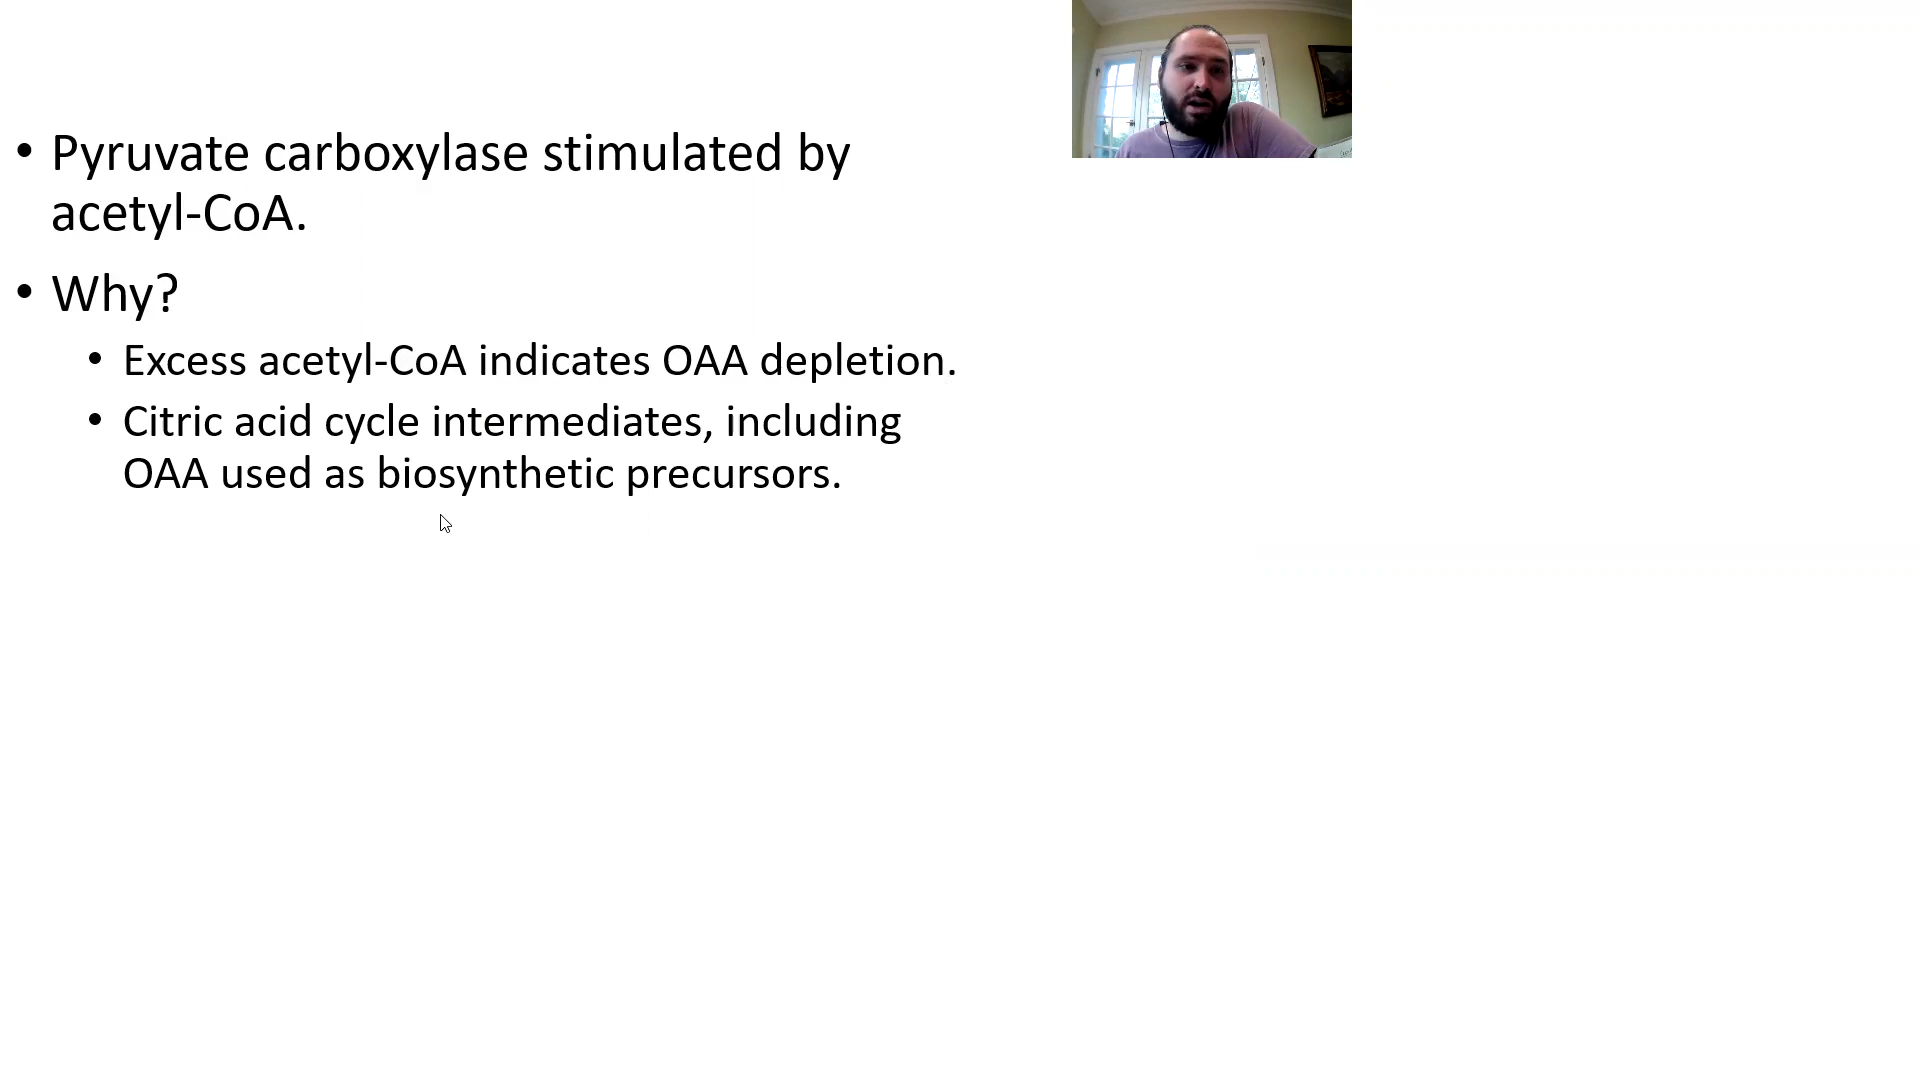 • Pyruvate carboxylase stimulated by
acetyl-CoA.
• Why?
• Excess acetyl-CoA indicates OAA depletion.
• Citric acid cycle intermediates, including
OAA used as biosynthetic precursors.